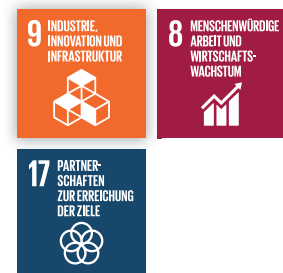 9 INDUSTRIE,
INNOVATION UND
INFRASTRUKTUR
8 MENSCHENWÜRDIGE
ARBEIT UND
WIRTSCHAFTS-
WACHSTUM
17 PARTNER-
SCHAFTEN
ZUR ERREICHUNG
DER ZIELE